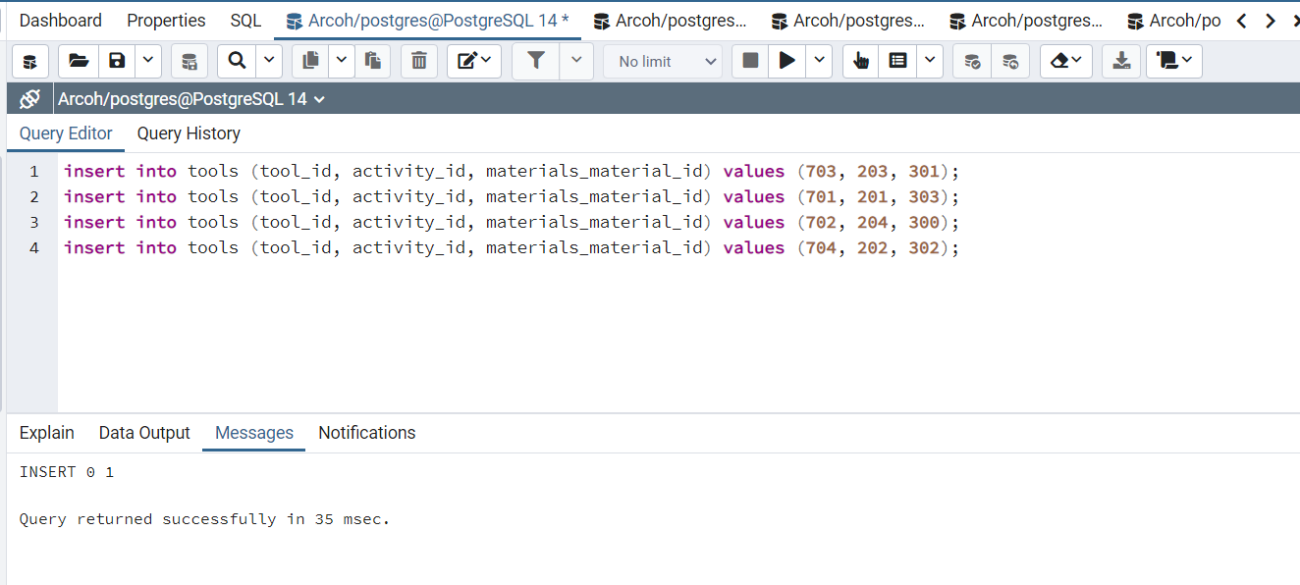 Dashboard Properties SQL Arcoh/postgres@PostgreSQL 14 * Arcoh/postgres... Arcoh/postgres... Arcoh/postgres... Arcoh/po
No limit
Arcoh/postgres@PostgreSQL 14
Query Editor Query History
1 insert into tools (tool_id, activity_id, materials_material_id) values (703, 203, 301);
2 insert into tools (tool_id, activity_id, materials_material_id) values (701, 201, 303);
3 insert into tools (tool_id, activity_id, materials_material_id) values (702, 204, 300);
4 insert into tools (tool_id, activity_id, materials_material_id) values (704, 202, 302);
Explain Data Output Messages Notifications
INSERT 0 1
Query returned successfully in 35 msec.